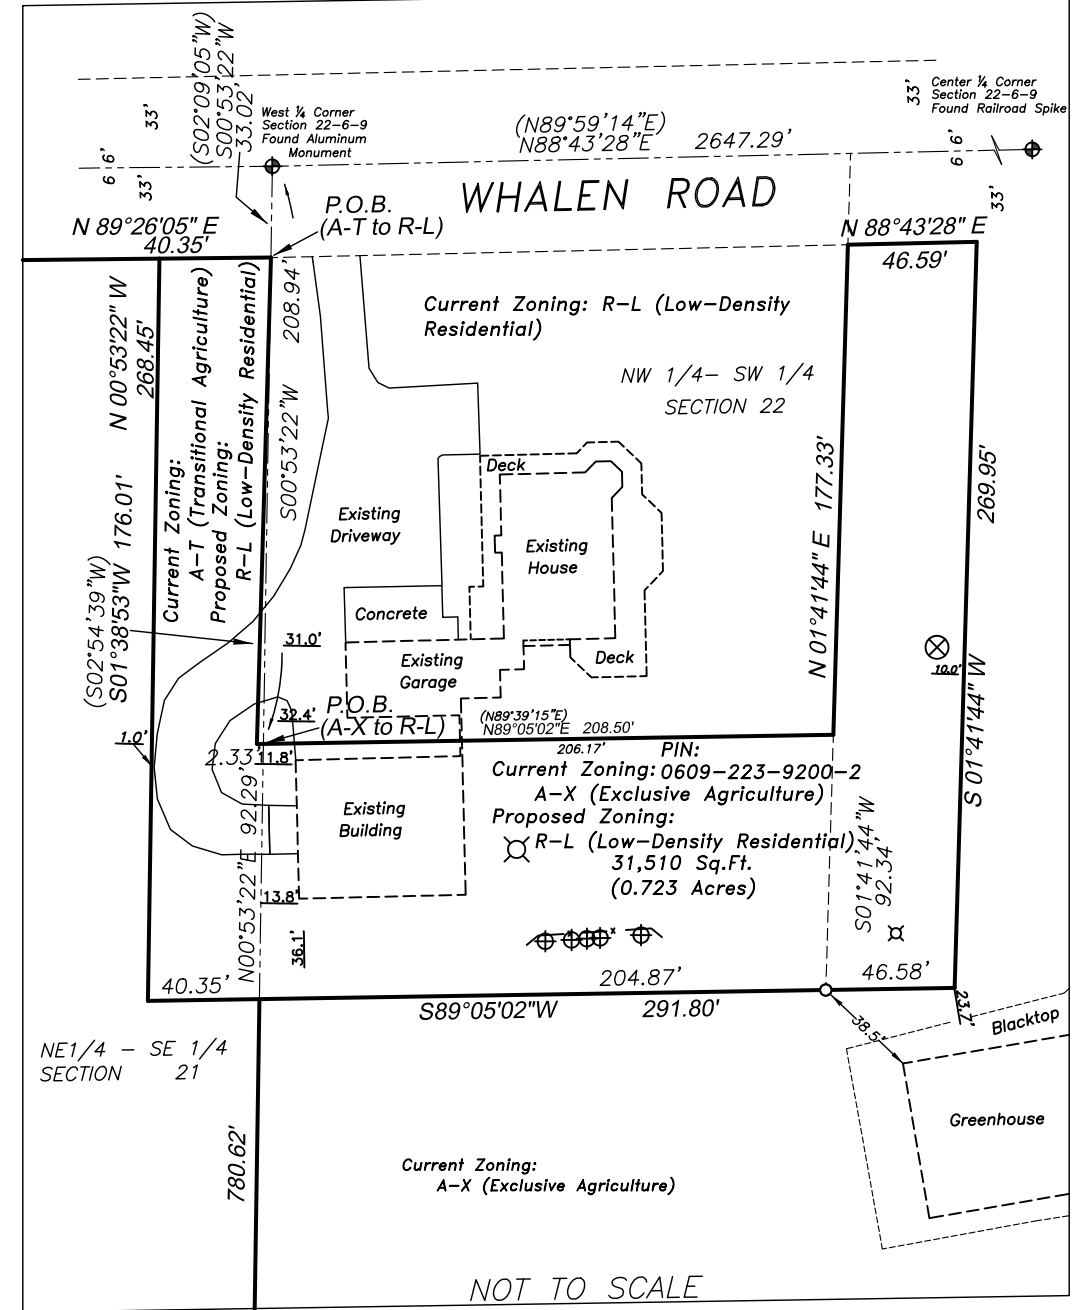 (S02°09'05"W)
S00°53'22"W
33.02'
33'
6'
6'
33'
West ¼ Corner
Section 22-6-9
Found Aluminum
Monument
(N89°59'14"E)
N88°43'28"E 2647.29'
33'
Center ¼ Corner
Section 22-6-9
Found Railroad Spike
6'
6'
33'
WHALEN ROAD
P.O.B.
(A-T to R-L)
N 89°26'05" E
40.35'
N 88°43'28" E
46.59'
N 00°53'22" W
268.45'
Current Zoning:
A-T (Transitional Agriculture)
Proposed Zoning:
R-L (Low-Density Residential)
208.94'
S00°53'22"W
Current Zoning: R-L (Low-Density
Residential)
NW 1/4- SW 1/4
SECTION 22
N 01°41'44" E 177.33'
269.95'
S 01°41'44" W
(S02°54'39"W)
S01°38'53"W 176.01'
Deck
Existing
Driveway
Existing
House
Concrete
31.0'
Existing
Garage
Deck
10.0'
32.4'
P.O.B.
(A-X to R-L)
(N89°39'15"E)
N89°05'02"E 208.50'
1.0'
2.33'
11.8'
206.17'
PIN:
Current Zoning: 0609-223-9200-2
A-X (Exclusive Agriculture)
Proposed Zoning:
R-L (Low-Density Residential)
31,510 Sq.Ft.
(0.723 Acres)
Existing
Building
N00°53'22"E 92.29'
13.8'
36.1'
S01°41'44"W
92.34'
x
x
40.35'
204.87'
46.58'
S89°05'02"W 291.80'
23.7'
38.5'
Blacktop
Greenhouse
NE1/4 - SE 1/4
SECTION 21
780.62'
Current Zoning:
A-X (Exclusive Agriculture)
NOT TO SCALE